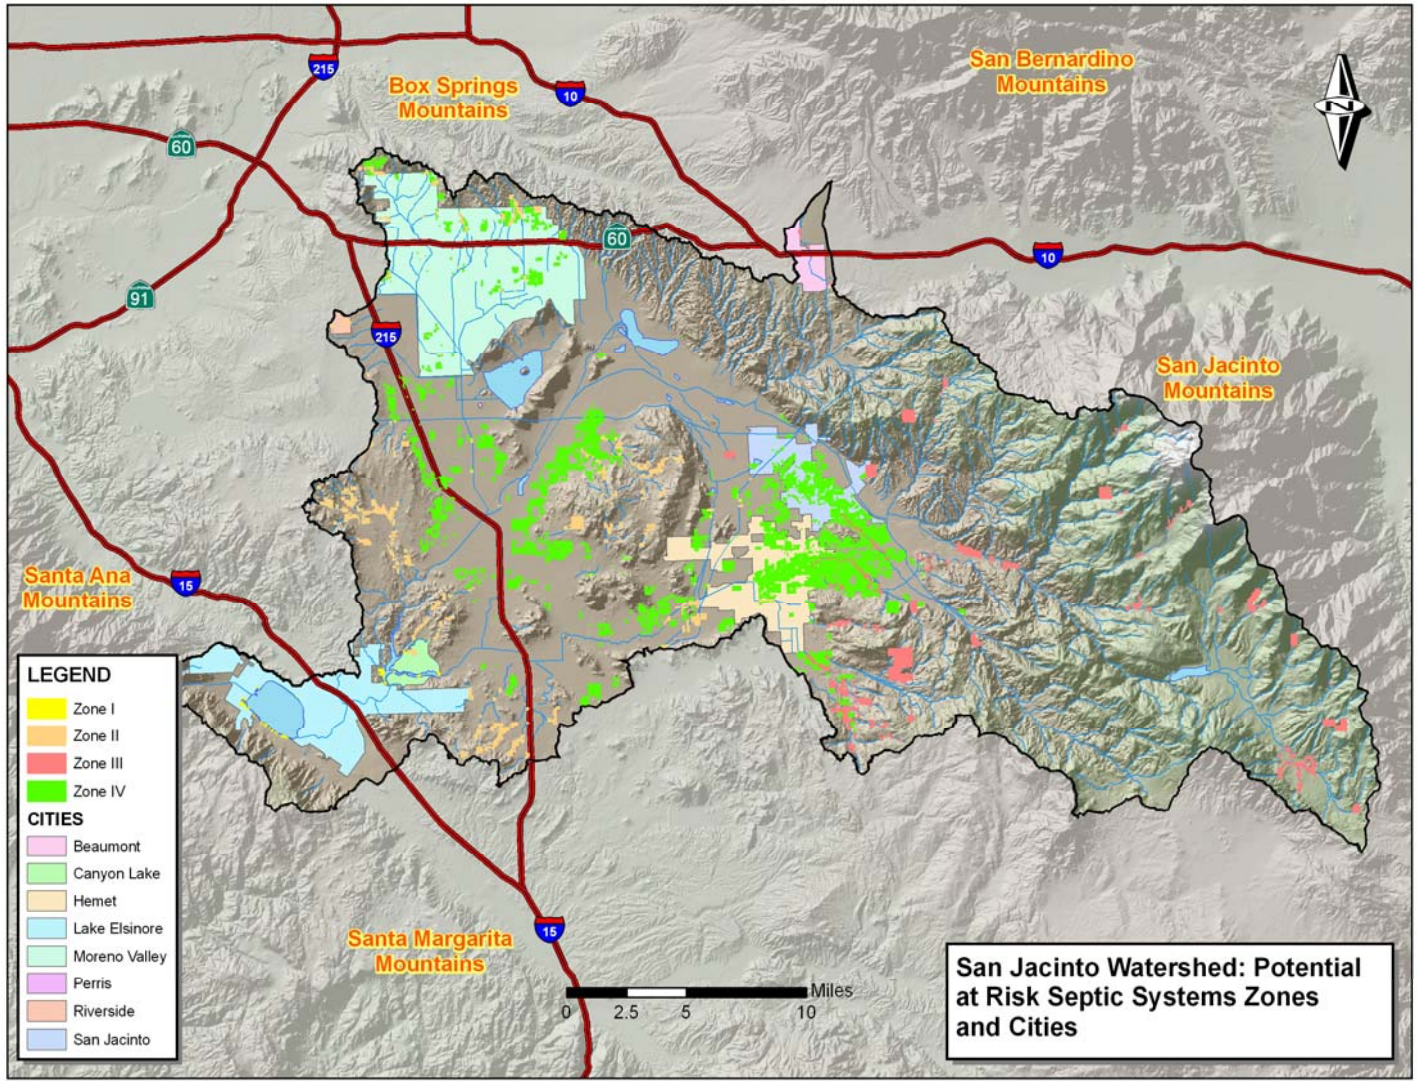 215
Box Springs
Mountains
10
San Bernardino
Mountains
N
60
60
10
91
215
San Jacinto
Mountains
Santa Ana
Mountains
15
LEGEND
Zone I
Zone II
Zone III
Zone IV
CITIES
Beaumont
Canyon Lake
Hemet
Lake Elsinore
Moreno Valley
Perris
Riverside
San Jacinto
Santa Margarita
Mountains
15
Miles
0 2.5 5 10
San Jacinto Watershed: Potential
at Risk Septic Systems Zones
and Cities